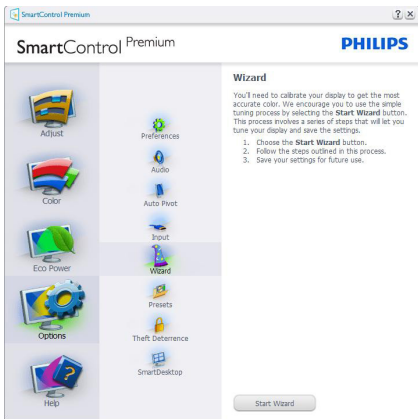 SmartControl Premium
SmartControl Premium
PHILIPS
Adjust
Color
Eco Power
Options
Help
Preferences
Audio
Auto Pivot
Input
Wizard
Presets
Theft Deterrence
SmartDesktop
Wizard
You'll need to calibrate your display to get the most
accurate color. We encourage you to use the simple
tuning process by selecting the Start Wizard button.
This process involves a series of steps that will let you
tune your display and save the settings.
1. Choose the Start Wizard button.
2. Follow the steps outlined in this process.
3. Save your settings for future use.
Start Wizard